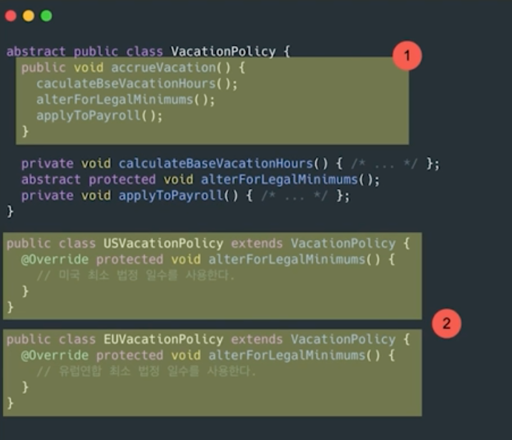 abstract public class VacationPolicy {
public void accrueVacation() {
caculateBseVacationHours();
alterForLegalMinimums();
applyToPayroll();
}
1
private void calculateBaseVacationHours() { /* ... */ };
abstract protected void alterForLegalMinimums();
private void applyToPayroll() { /* ... */ };
}
public class USVacationPolicy extends VacationPolicy {
@Override protected void alterForLegalMinimums() {
// 미국 최소 법정 일수를 사용한다.
}
}
2
public class EUVacationPolicy extends VacationPolicy {
@Override protected void alterForLegalMinimums() {
// 유럽연합 최소 법정 일수를 사용한다.
}
}